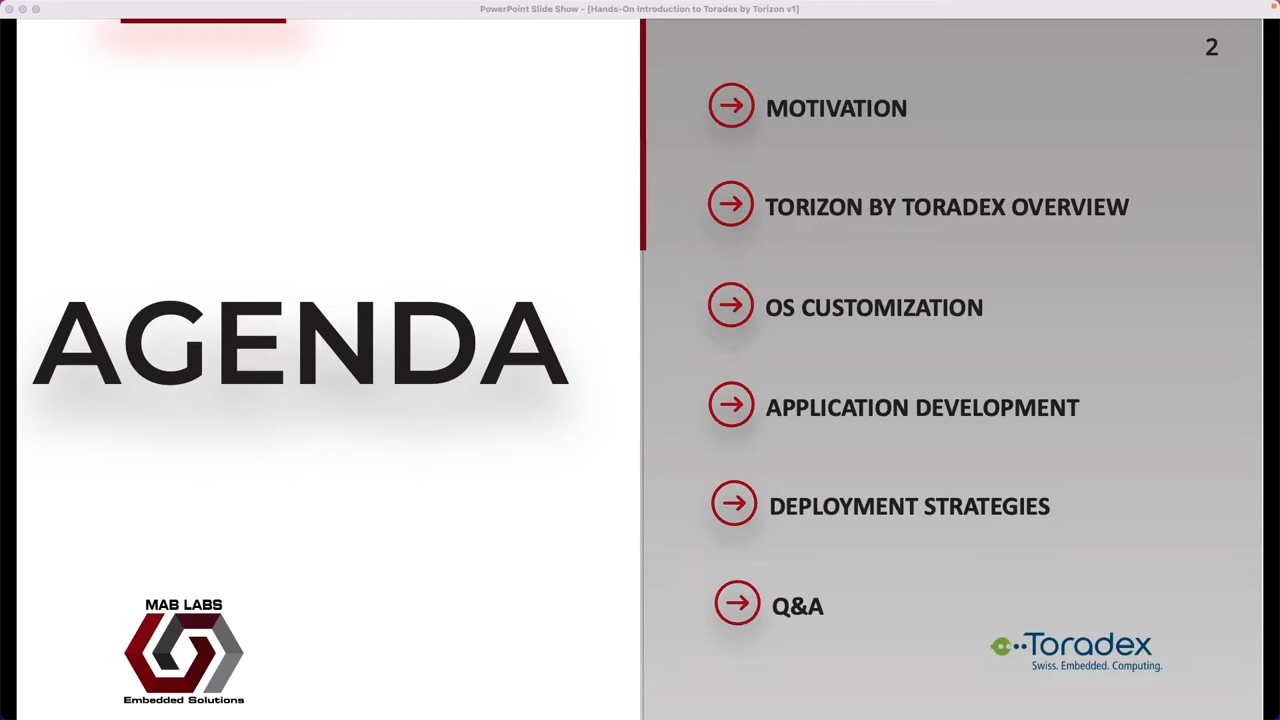 PowerPoint Slide Show - [Hands-On Introduction to Toradex by Torizon v1]
2
AGENDA
MOTIVATION
TORIZON BY TORADEX OVERVIEW
OS CUSTOMIZATION
APPLICATION DEVELOPMENT
DEPLOYMENT STRATEGIES
Q&A
MAB LABS
Embedded Solutions
Toradex
Swiss. Embedded. Computing.